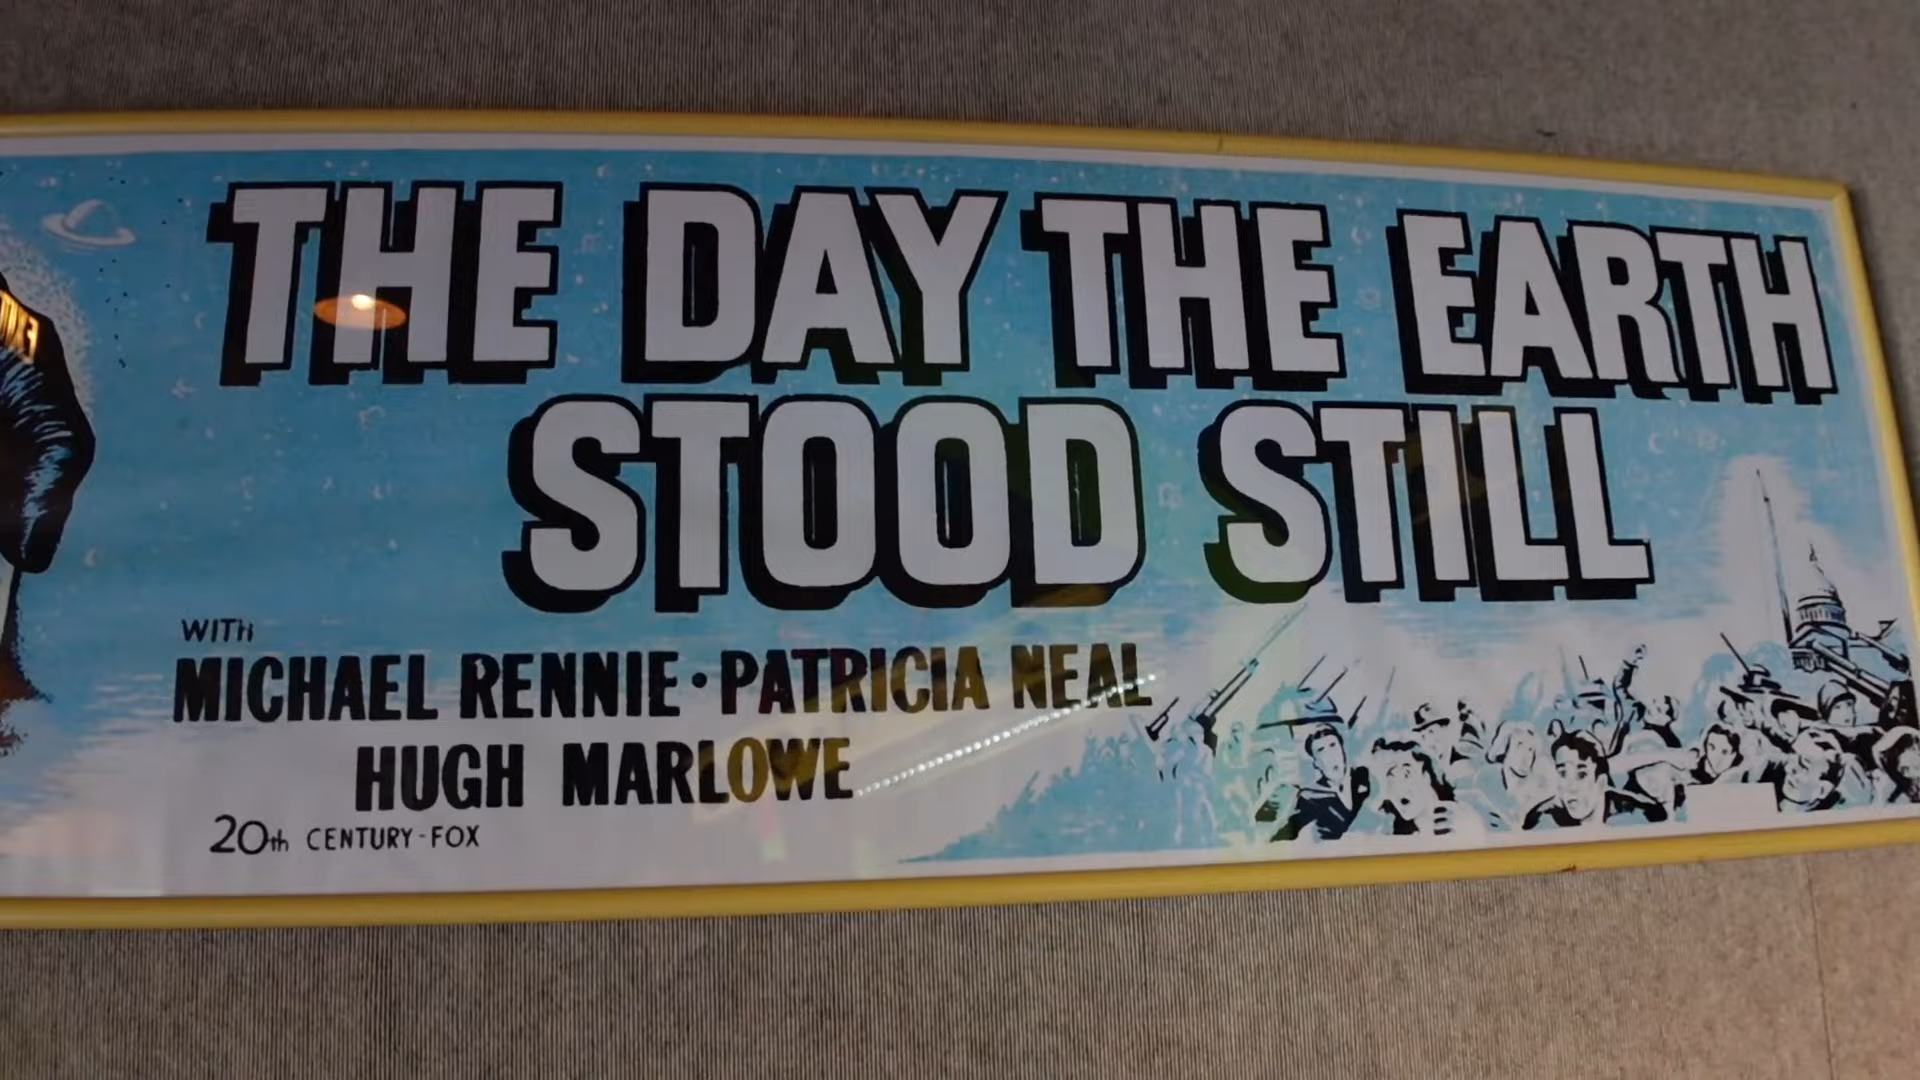 THE DAY THE EARTH
STOOD STILL
WITH
MICHAEL RENNIE · PATRICIA NEAL
HUGH MARLOWE
20th CENTURY-FOX